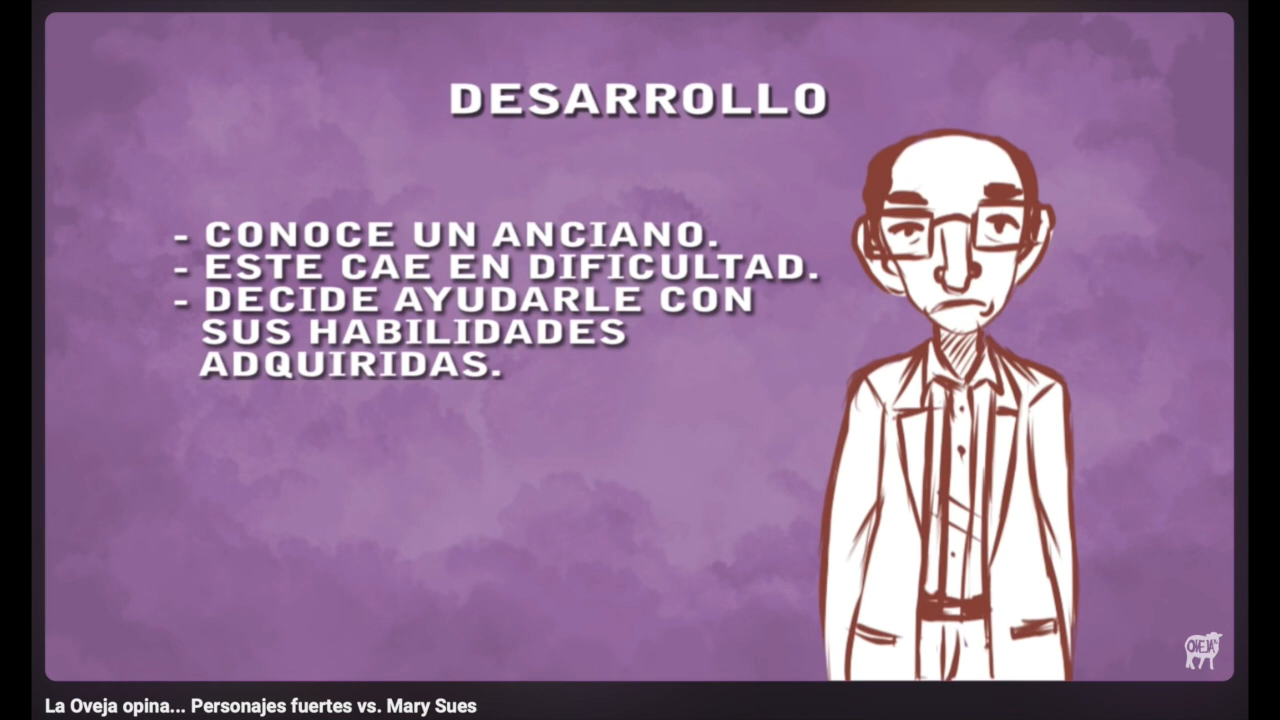 DESARROLLO
- CONOCE UN ANCIANO.
- ESTE CAE EN DIFICULTAD.
- DECIDE AYUDARLE CON
SUS HABILIDADES
ADQUIRIDAS.
OVEJA
La Oveja opina... Personajes fuertes vs. Mary Sues